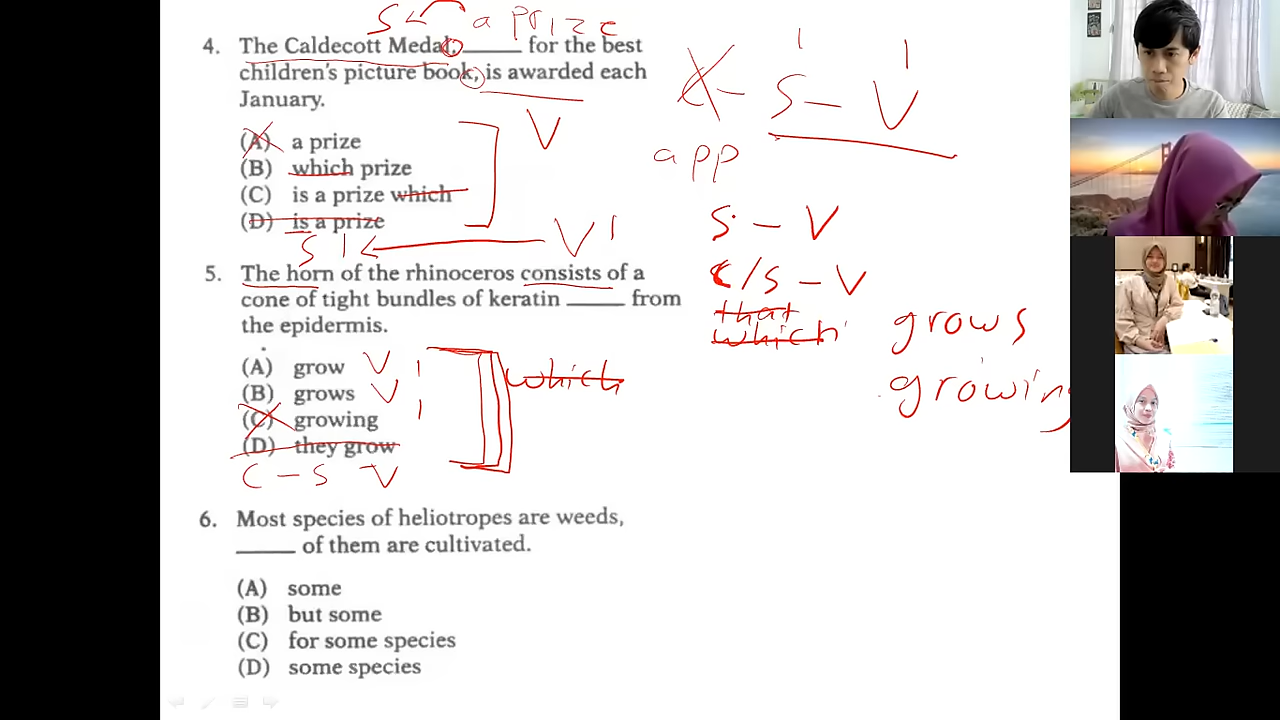 S a prize
4. The Caldecott Medal, ____ for the best
children's picture book, is awarded each
January.
(A) a prize
(B) which prize
(C) is a prize which
(D) is a prize
V
X - S - V
app
S - V
C/S - V
that
which
S V
5. The horn of the rhinoceros consists of a
cone of tight bundles of keratin ____ from
the epidermis.
(A) grow V
(B) grows V
(C) growing
(D) they grow
C - S V
which
grows
growing
6. Most species of heliotropes are weeds,
____ of them are cultivated.
(A) some
(B) but some
(C) for some species
(D) some species